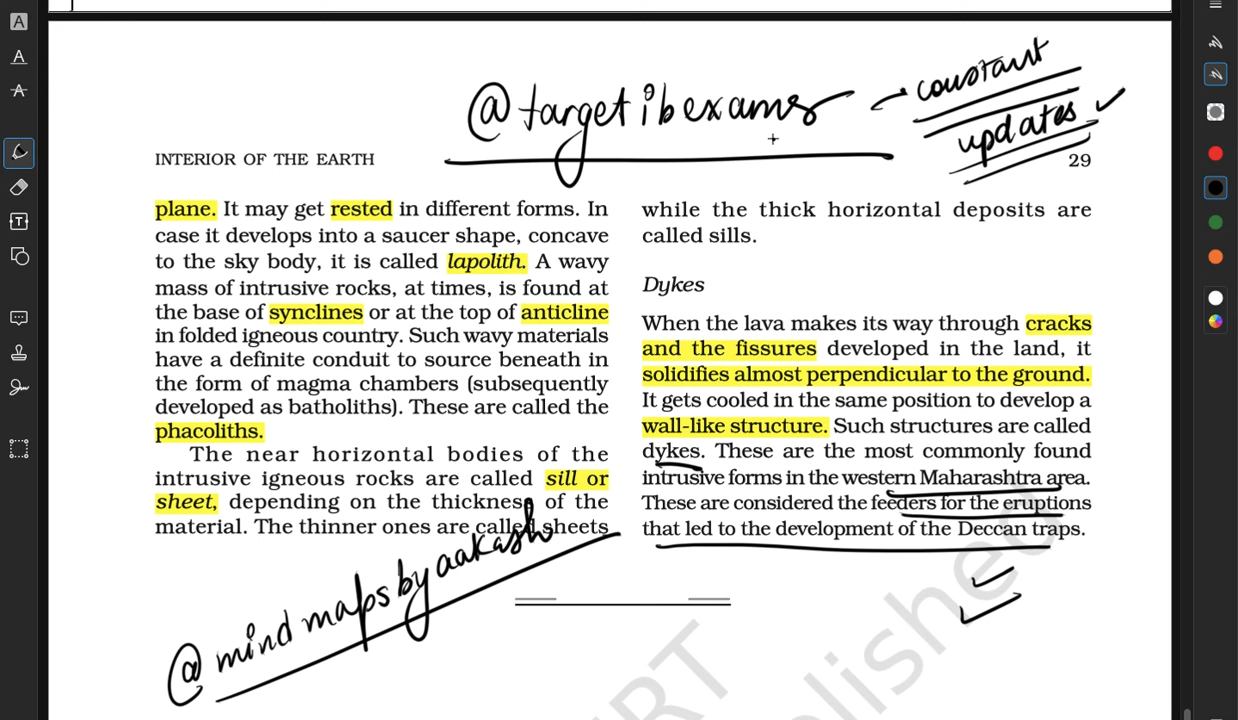 @targetibexams - constant
updates
INTERIOR OF THE EARTH
29
plane. It may get rested in different forms. In
case it develops into a saucer shape, concave
to the sky body, it is called lapolith. A wavy
mass of intrusive rocks, at times, is found at
the base of synclines or at the top of anticline
in folded igneous country. Such wavy materials
have a definite conduit to source beneath in
the form of magma chambers (subsequently
developed as batholiths). These are called the
phacoliths.
The near horizontal bodies of the
intrusive igneous rocks are called sill or
sheet, depending on the thickness of the
material. The thinner ones are called sheets
while the thick horizontal deposits are
called sills.
Dykes
When the lava makes its way through cracks
and the fissures developed in the land, it
solidifies almost perpendicular to the ground.
It gets cooled in the same position to develop a
wall-like structure. Such structures are called
dykes. These are the most commonly found
intrusive forms in the western Maharashtra area.
These are considered the feeders for the eruptions
that led to the development of the Deccan traps.
@mindmapsbyaakash